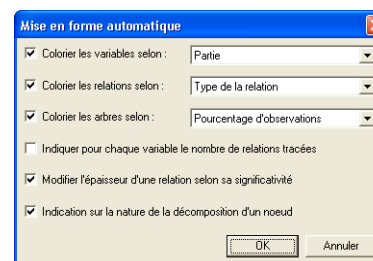 Mise en forme automatique
Colorier les variables selon : Partie
Colorier les relations selon : Type de la relation
Colorier les arbres selon : Pourcentage d'observations
Indiquer pour chaque variable le nombre de relations tracées
Modifier l'épaisseur d'une relation selon sa significativité
Indication sur la nature de la décomposition d'un noeud
OK Annuler